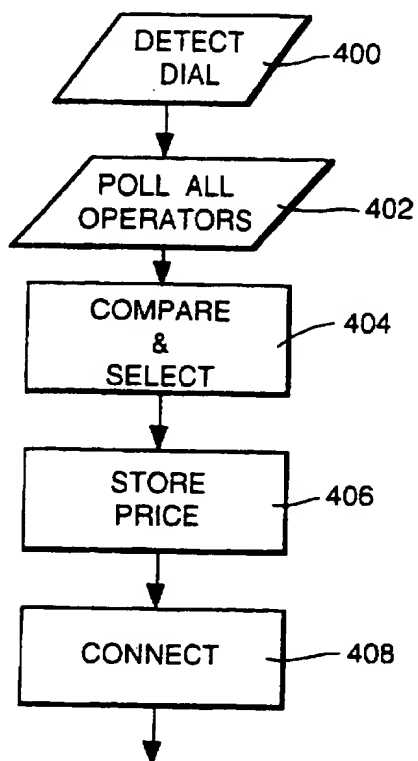 DETECT
DIAL
400
POLL ALL
OPERATORS
402
COMPARE
&
SELECT
404
STORE
PRICE
406
CONNECT
408